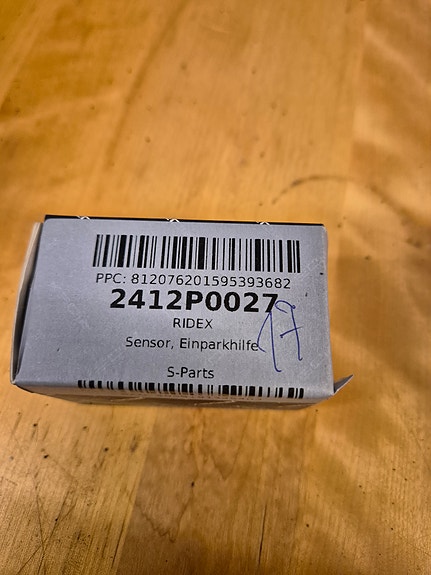 PPC: 812076201595393682
2412P0027
RIDEX
Sensor, Einparkhilfe
17
S-Parts